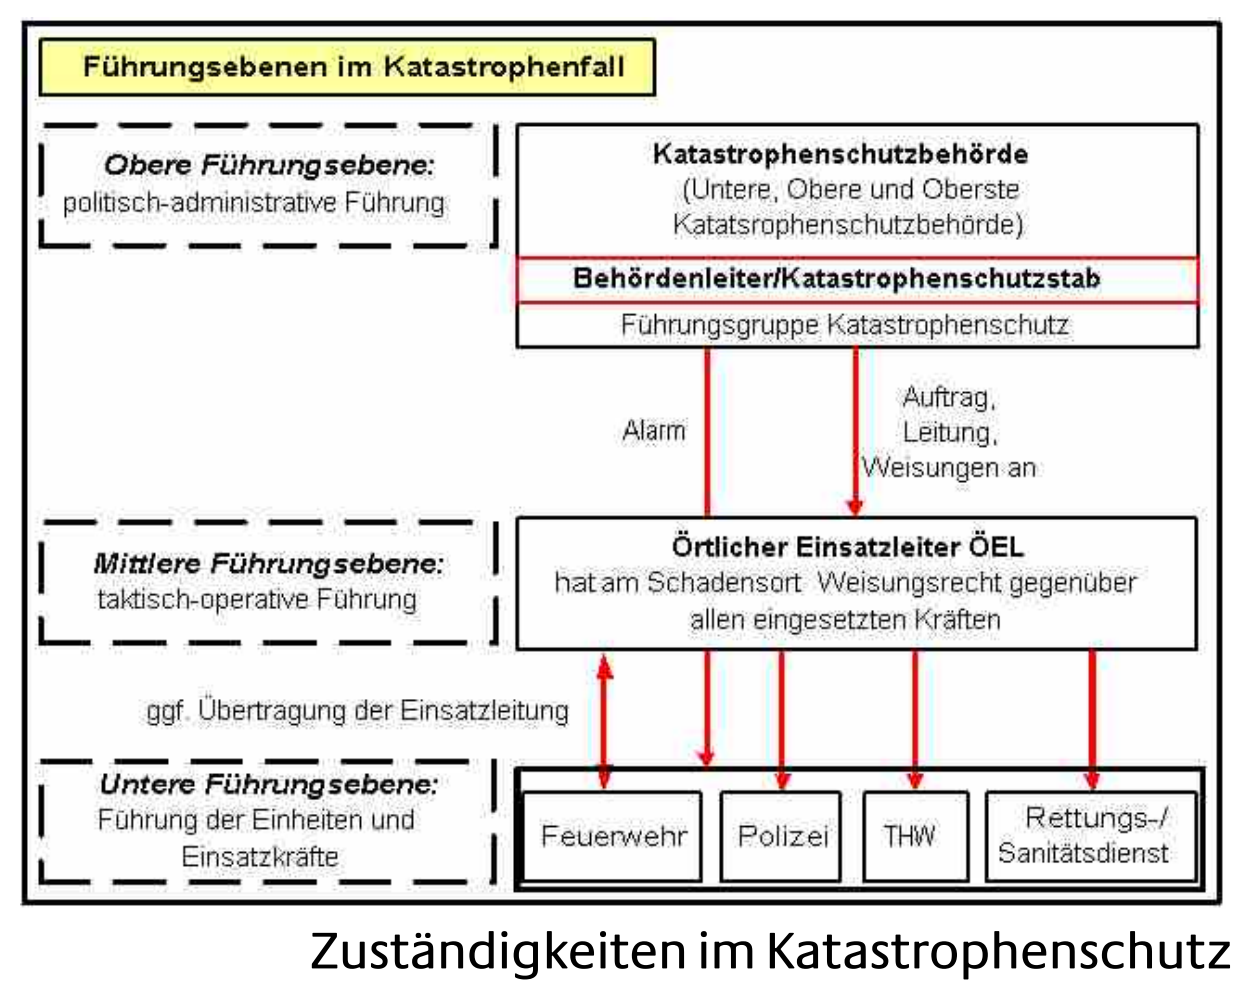 Führungsebenen im Katastrophenfall
Obere Führungsebene:
politisch-administrative Führung
Katastrophenschutzbehörde
(Untere, Obere und Oberste
Katatsrophenschutzbehörde)
Behördenleiter/Katastrophenschutzstab
Führungsgruppe Katastrophenschutz
Alarm
Auftrag,
Leitung,
Weisungen an
Mittlere Führungsebene:
taktisch-operative Führung
Örtlicher Einsatzleiter ÖEL
hat am Schadensort Weisungsrecht gegenüber
allen eingesetzten Kräften
ggf. Übertragung der Einsatzleitung
Untere Führungsebene:
Führung der Einheiten und
Einsatzkräfte
Feuerwehr
Polizei
THW
Rettungs-/
Sanitätsdienst
Zuständigkeiten im Katastrophenschutz